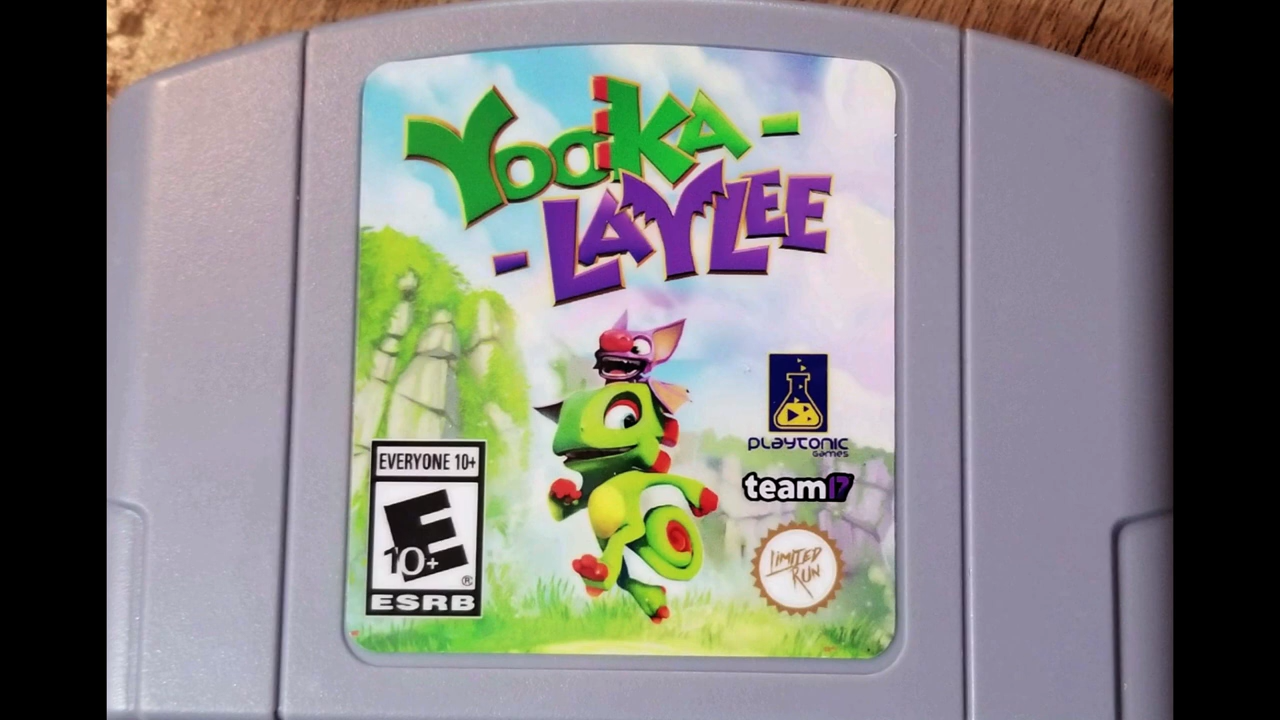 YOOKA-
-LAYLEE
PLAYTONIC
GAMES
team17
LIMITED
RUN
EVERYONE 10+
E
10+
®
ESRB